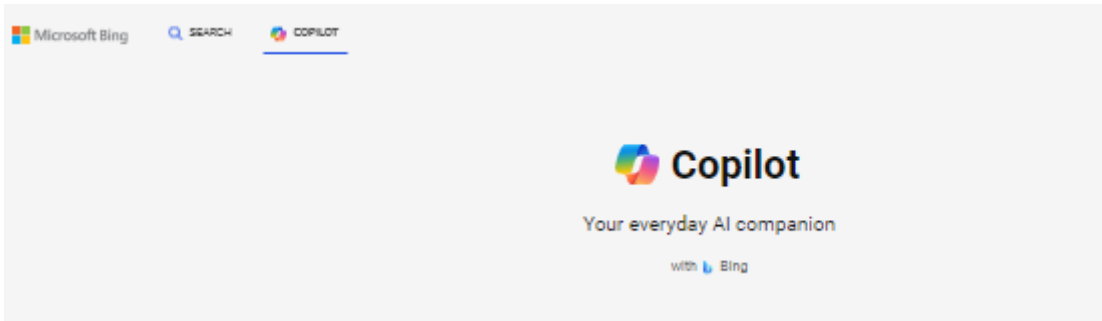 Microsoft Bing SEARCH COPILOT
Copilot
Your everyday AI companion
with Bing